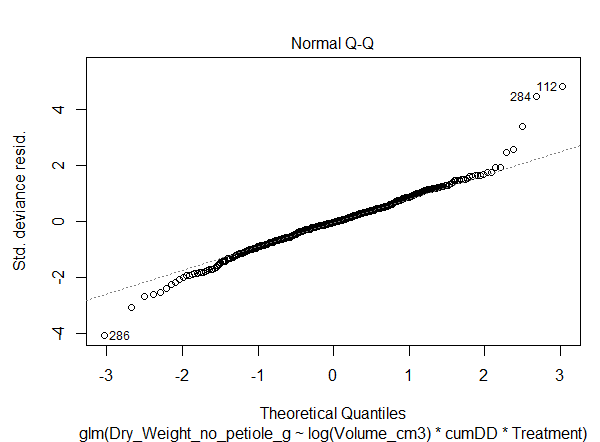 Normal Q-Q
Std. deviance resid.
4
2
0
-2
-4
112
284
286
-3 -2 -1 0 1 2 3
Theoretical Quantiles
glm(Dry_Weight_no_petiole_g ~ log(Volume_cm3) * cumDD * Treatment)